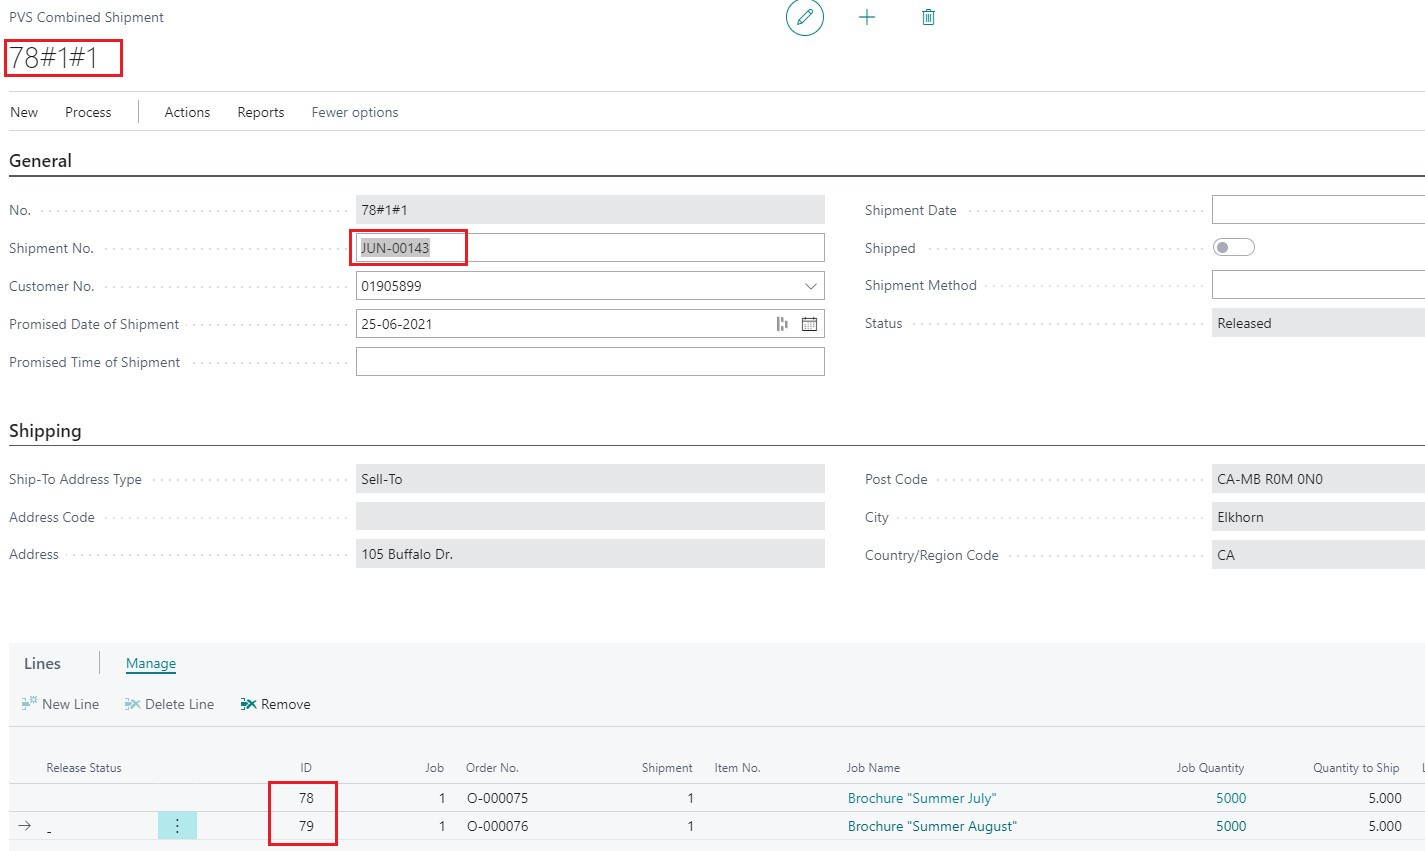 PVS Combined Shipment
78#1#1
New Process Actions Reports Fewer options
General
No. 78#1#1 Shipment Date
Shipment No. JUN-00143 Shipped
Customer No. 01905899 Shipment Method
Promised Date of Shipment 25-06-2021 Status Released
Promised Time of Shipment
Shipping
Ship-To Address Type Sell-To Post Code CA-MB R0M 0N0
Address Code City Elkhorn
Address 105 Buffalo Dr. Country/Region Code CA
Lines Manage
New Line Delete Line Remove
Release Status ID Job Order No. Shipment Item No. Job Name Job Quantity Quantity to Ship
78 1 O-000075 1 Brochure "Summer July" 5000 5.000
_ 79 1 O-000076 1 Brochure "Summer August" 5000 5.000